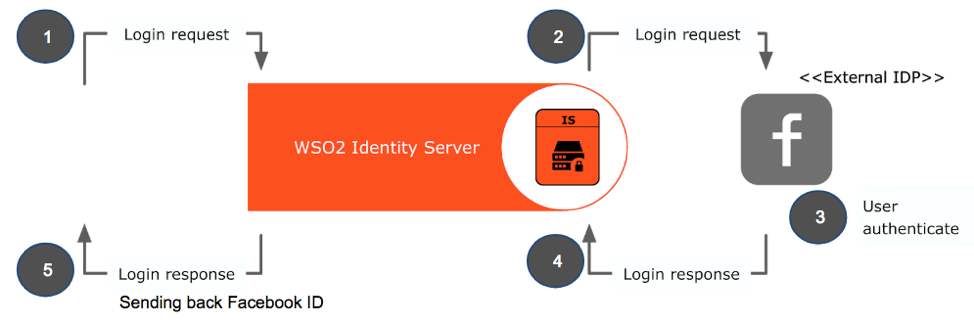 1 Login request
2 Login request
<<External IDP>>
IS
WSO2 Identity Server
f
3 User
authenticate
5 Login response
4 Login response
Sending back Facebook ID